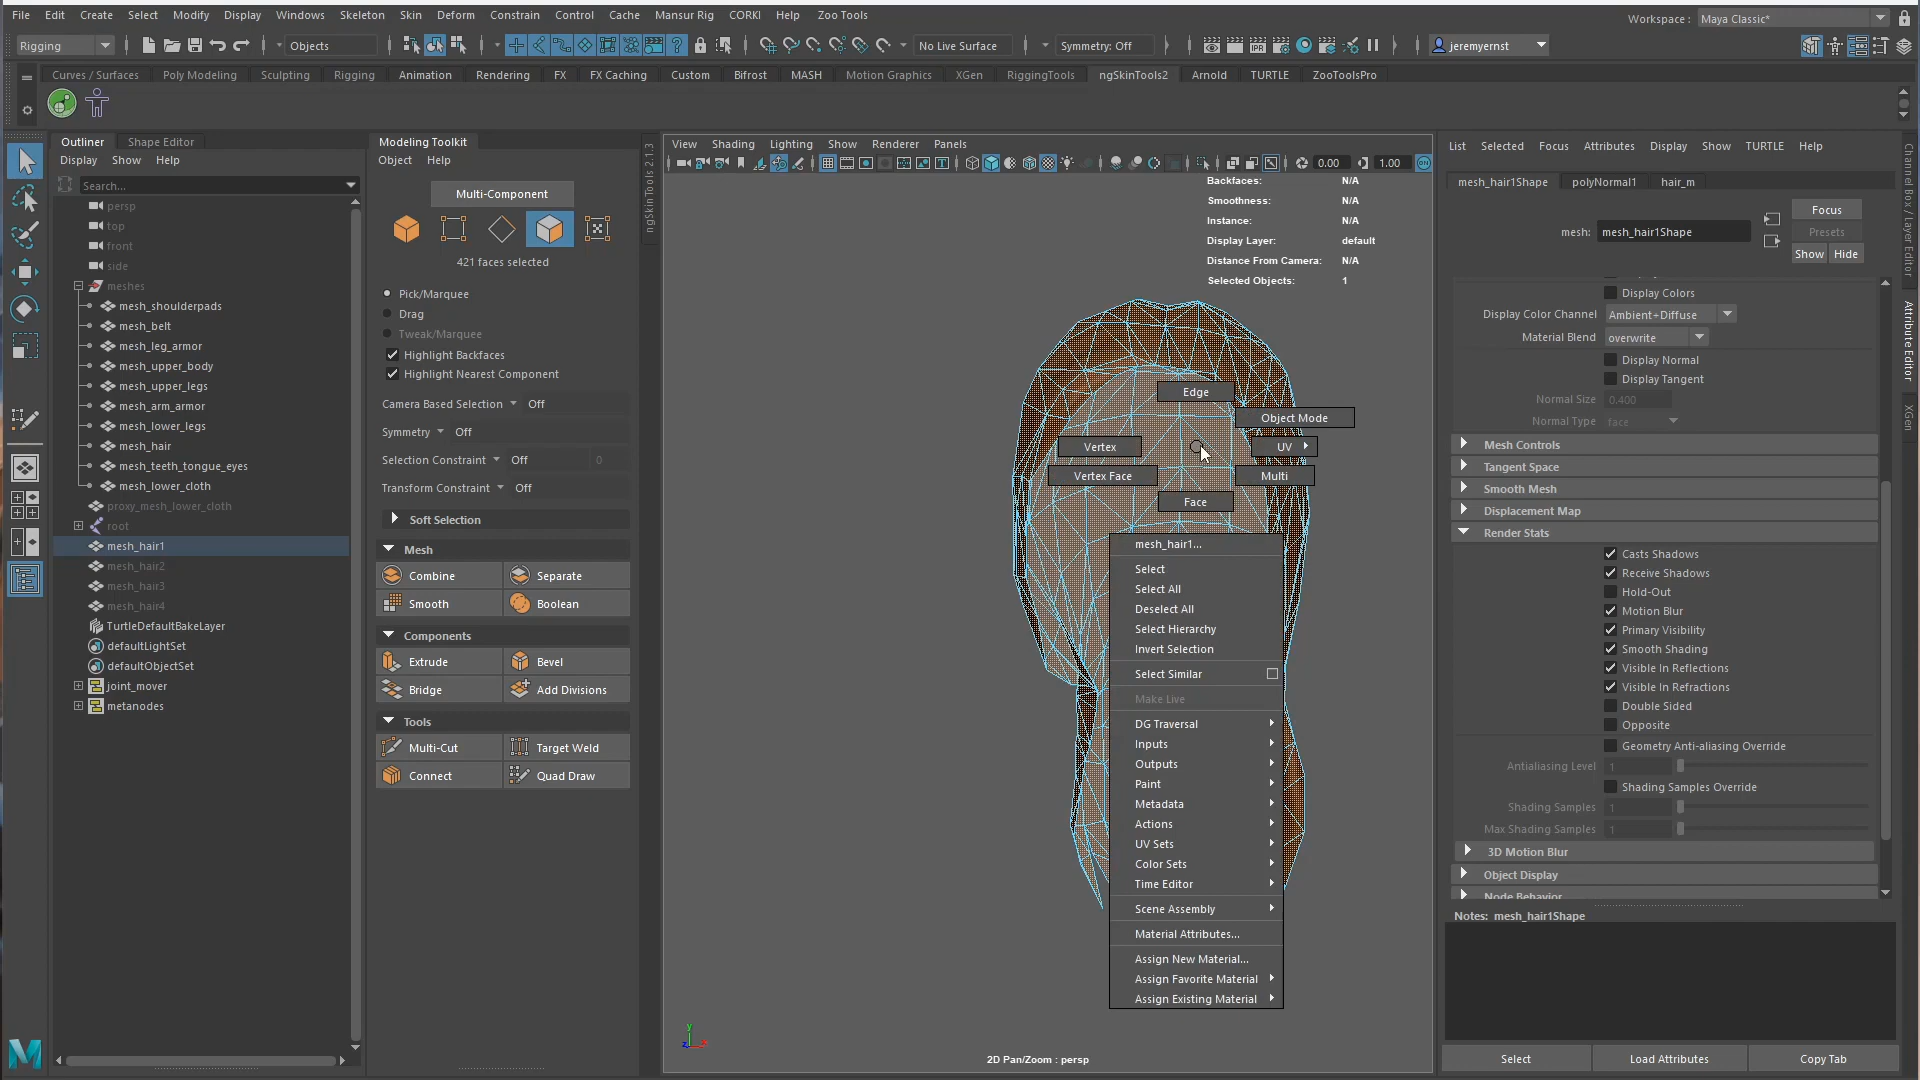 File Edit Create Select Modify Display Windows Skeleton Skin Deform Constrain Control Cache Mansur Rig CORKI Help Zoo Tools
Workspace : Maya Classic*
Rigging Objects No Live Surface Symmetry: Off jeremyernst
Curves / Surfaces Poly Modeling Sculpting Rigging Animation Rendering FX FX Caching Custom Bifrost MASH Motion Graphics XGen RiggingTools ngSkinTools2 Arnold TURTLE ZooToolsPro
Outliner Shape Editor
Display Show Help
Search...
persp
top
front
side
meshes
mesh_shoulderpads
mesh_belt
mesh_leg_armor
mesh_upper_body
mesh_upper_legs
mesh_arm_armor
mesh_lower_legs
mesh_hair
mesh_teeth_tongue_eyes
mesh_lower_cloth
proxy_mesh_lower_cloth
root
mesh_hair1
mesh_hair2
mesh_hair3
mesh_hair4
TurtleDefaultBakeLayer
defaultLightSet
defaultObjectSet
joint_mover
metanodes
Modeling Toolkit
Object Help
Multi-Component
421 faces selected
Pick/Marquee
Drag
Tweak/Marquee
Highlight Backfaces
Highlight Nearest Component
Camera Based Selection Off
Symmetry Off
Selection Constraint Off 0
Transform Constraint Off
Soft Selection
Mesh
Combine Separate
Smooth Boolean
Components
Extrude Bevel
Bridge Add Divisions
Tools
Multi-Cut Target Weld
Connect Quad Draw
ngSkinTools 2.1.3
View Shading Lighting Show Renderer Panels
0.00 1.00
Backfaces: N/A
Smoothness: N/A
Instance: N/A
Display Layer: default
Distance From Camera: N/A
Selected Objects: 1
Edge
Object Mode
Vertex UV
Vertex Face Multi
Face
mesh_hair1...
Select
Select All
Deselect All
Select Hierarchy
Invert Selection
Select Similar
Make Live
DG Traversal
Inputs
Outputs
Paint
Metadata
Actions
UV Sets
Color Sets
Time Editor
Scene Assembly
Material Attributes...
Assign New Material...
Assign Favorite Material
Assign Existing Material
2D Pan/Zoom : persp
List Selected Focus Attributes Display Show TURTLE Help
mesh_hair1Shape polyNormal1 hair_m
mesh: mesh_hair1Shape
Focus
Presets
Show Hide
Display Colors
Display Color Channel Ambient+Diffuse
Material Blend overwrite
Display Normal
Display Tangent
Normal Size 0.400
Normal Type face
Mesh Controls
Tangent Space
Smooth Mesh
Displacement Map
Render Stats
Casts Shadows
Receive Shadows
Hold-Out
Motion Blur
Primary Visibility
Smooth Shading
Visible In Reflections
Visible In Refractions
Double Sided
Opposite
Geometry Anti-aliasing Override
Antialiasing Level 1
Shading Samples Override
Shading Samples 1
Max Shading Samples 1
3D Motion Blur
Object Display
Node Behavior
Notes: mesh_hair1Shape
Select Load Attributes Copy Tab
Channel Box / Layer Editor
Attribute Editor
XGen